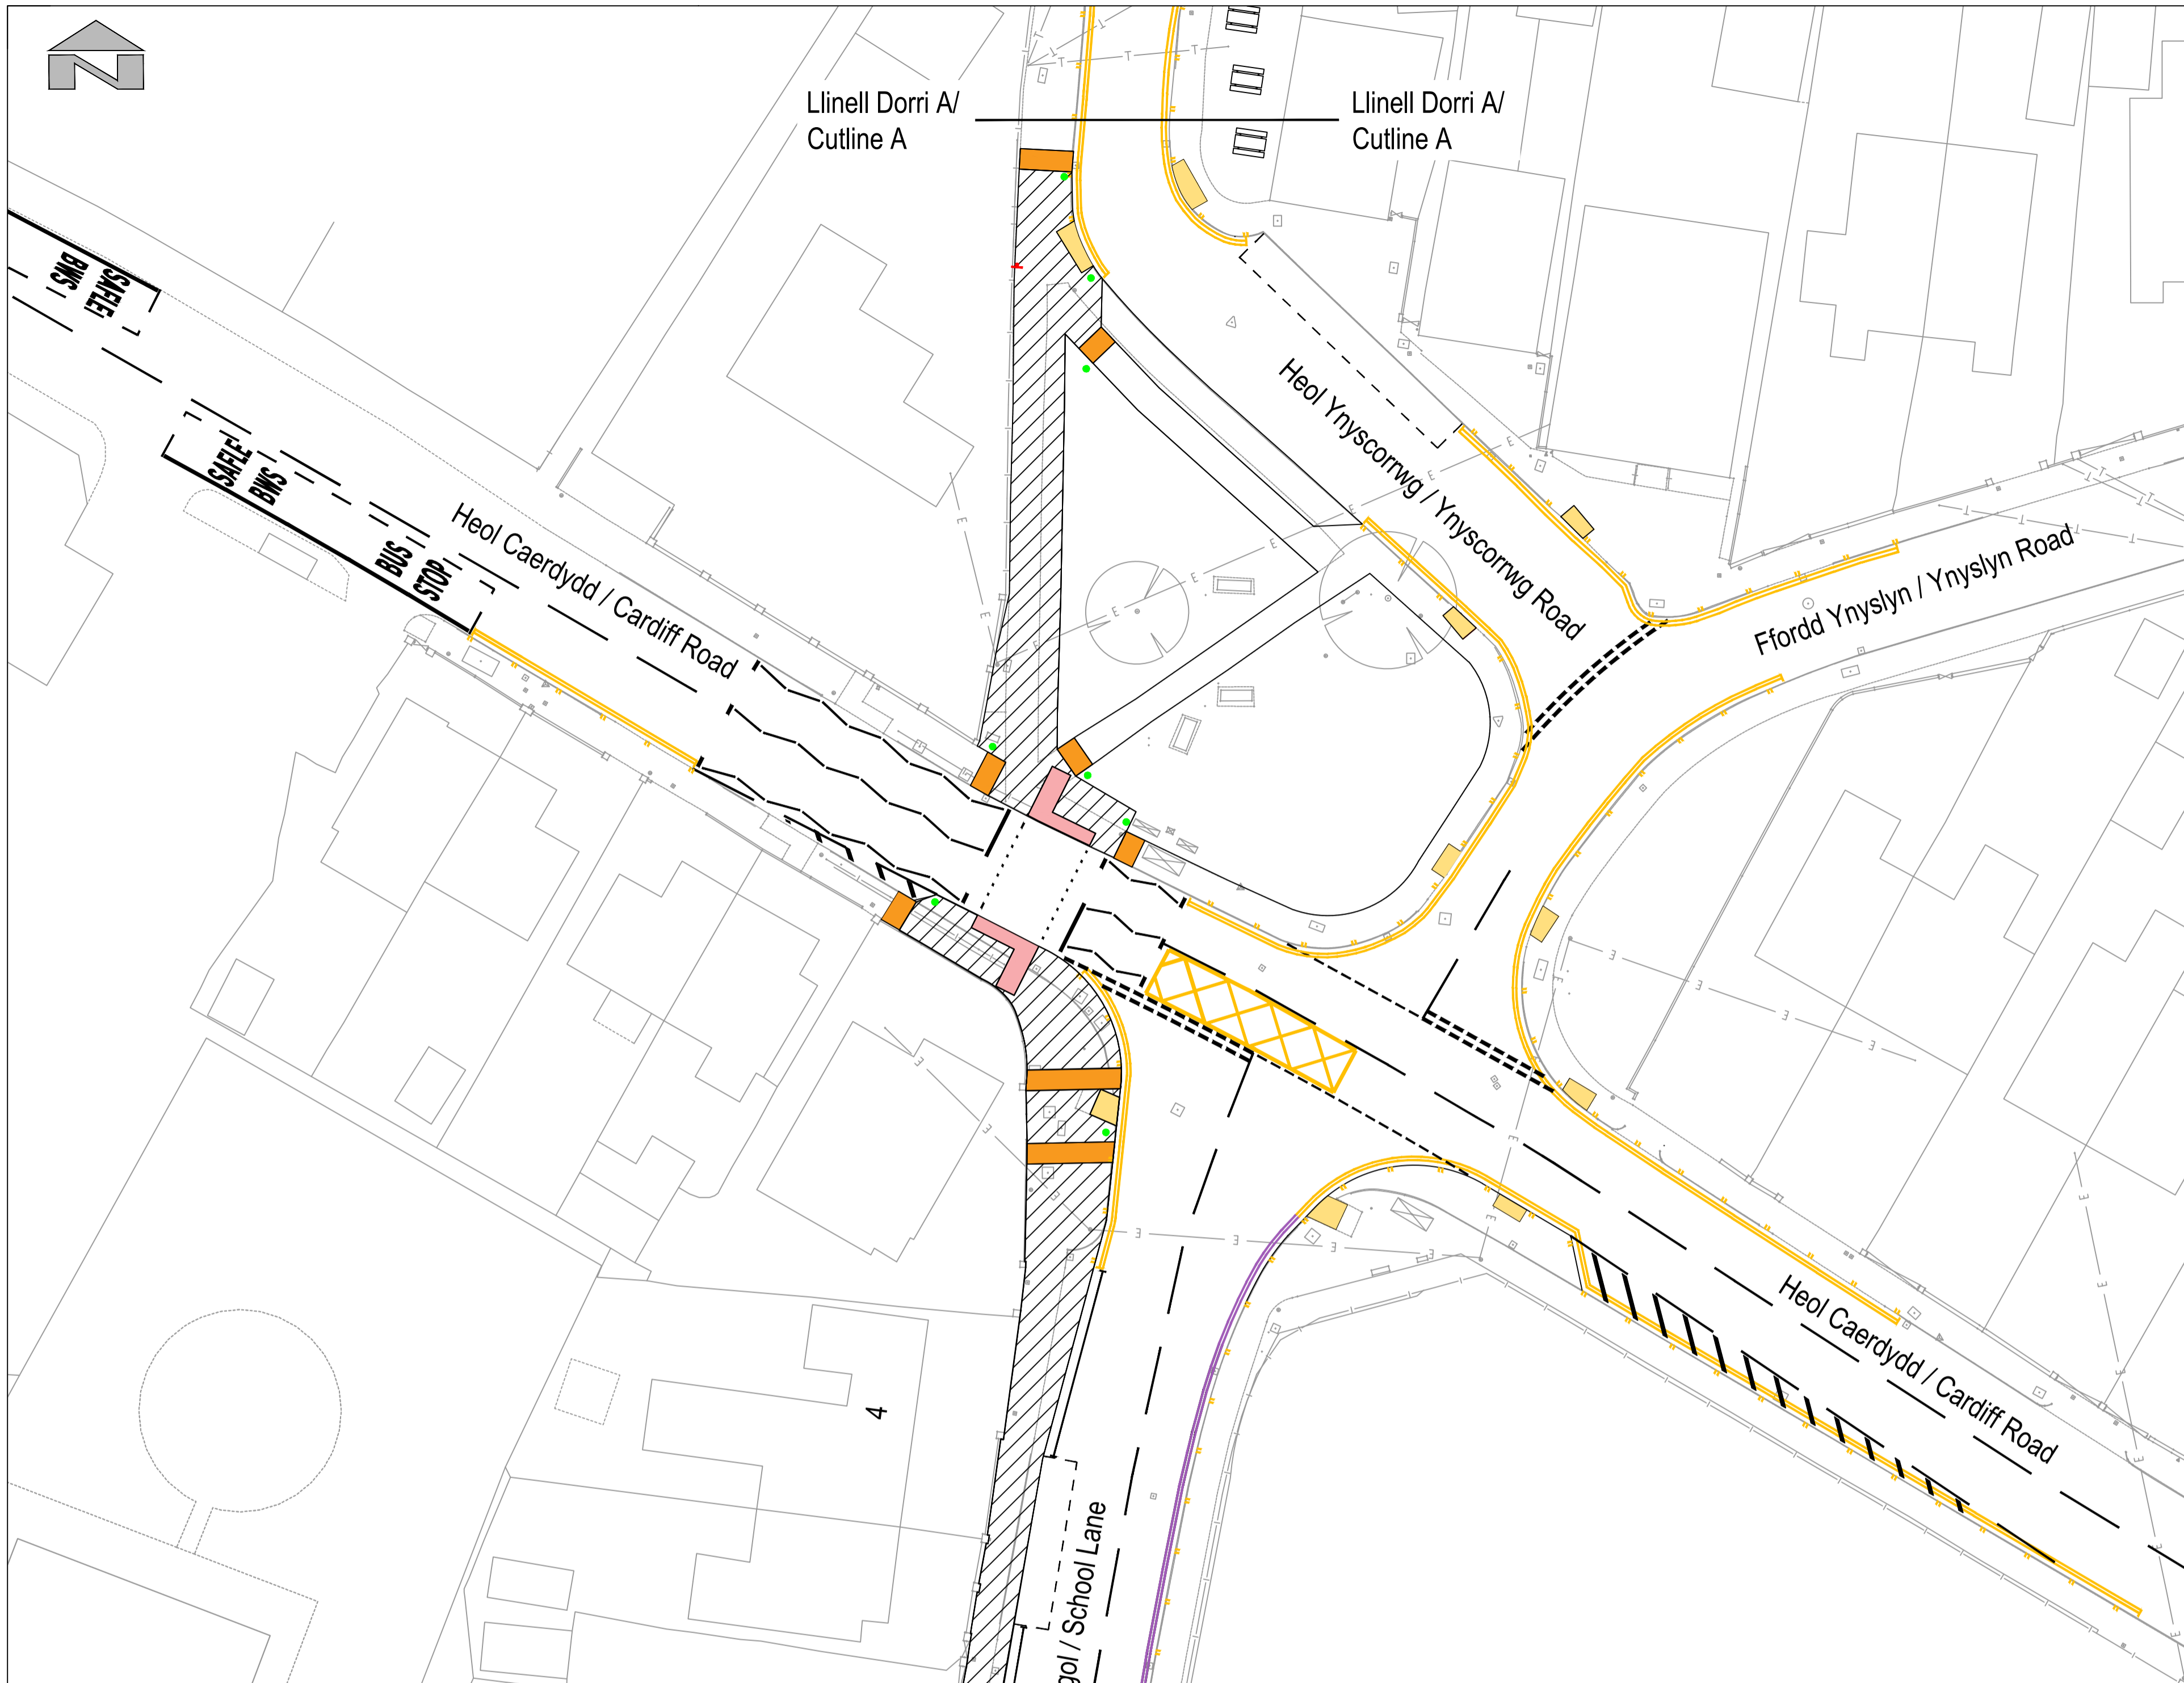 Llinell Dorri A/
Cutline A
Llinell Dorri A/
Cutline A
SAFLE
BWS
SAFLE
BWS
BUS
STOP
Heol Caerdydd / Cardiff Road
Heol Ynyscorrwg / Ynyscorrwg Road
Ffordd Ynyslyn / Ynyslyn Road
Heol Caerdydd / Cardiff Road
4
gol / School Lane